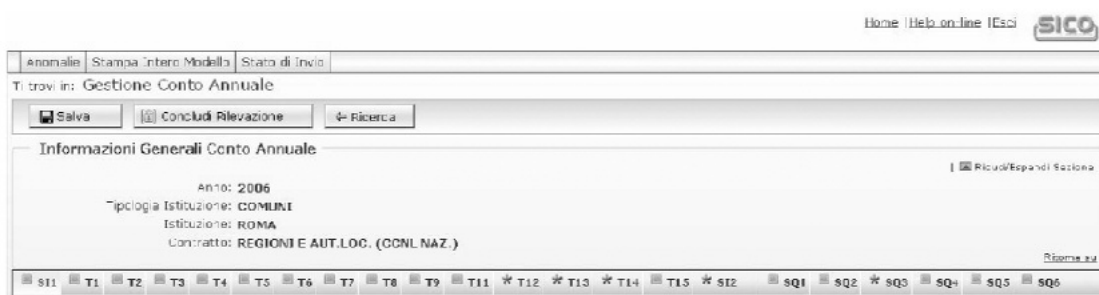 Home | Help on-line | Esci SICO
Anomalie Stampa Intero Modello Stato di Invio
Ti trovi in: Gestione Conto Annuale
Salva Concludi Rilevazione Ricerca
Informazioni Generali Conto Annuale
| Riduci/Espandi Sezione
Anno: 2006
Tipologia Istituzione: COMUNI
Istituzione: ROMA
Contratto: REGIONI E AUT.LOC. (CCNL NAZ.)
Ritorna su
SI1 T1 T2 T3 T4 T5 T6 T7 T8 T9 T11 * T12 * T13 * T14 T15 * SI2 SQ1 SQ2 * SQ3 SQ4 SQ5 SQ6